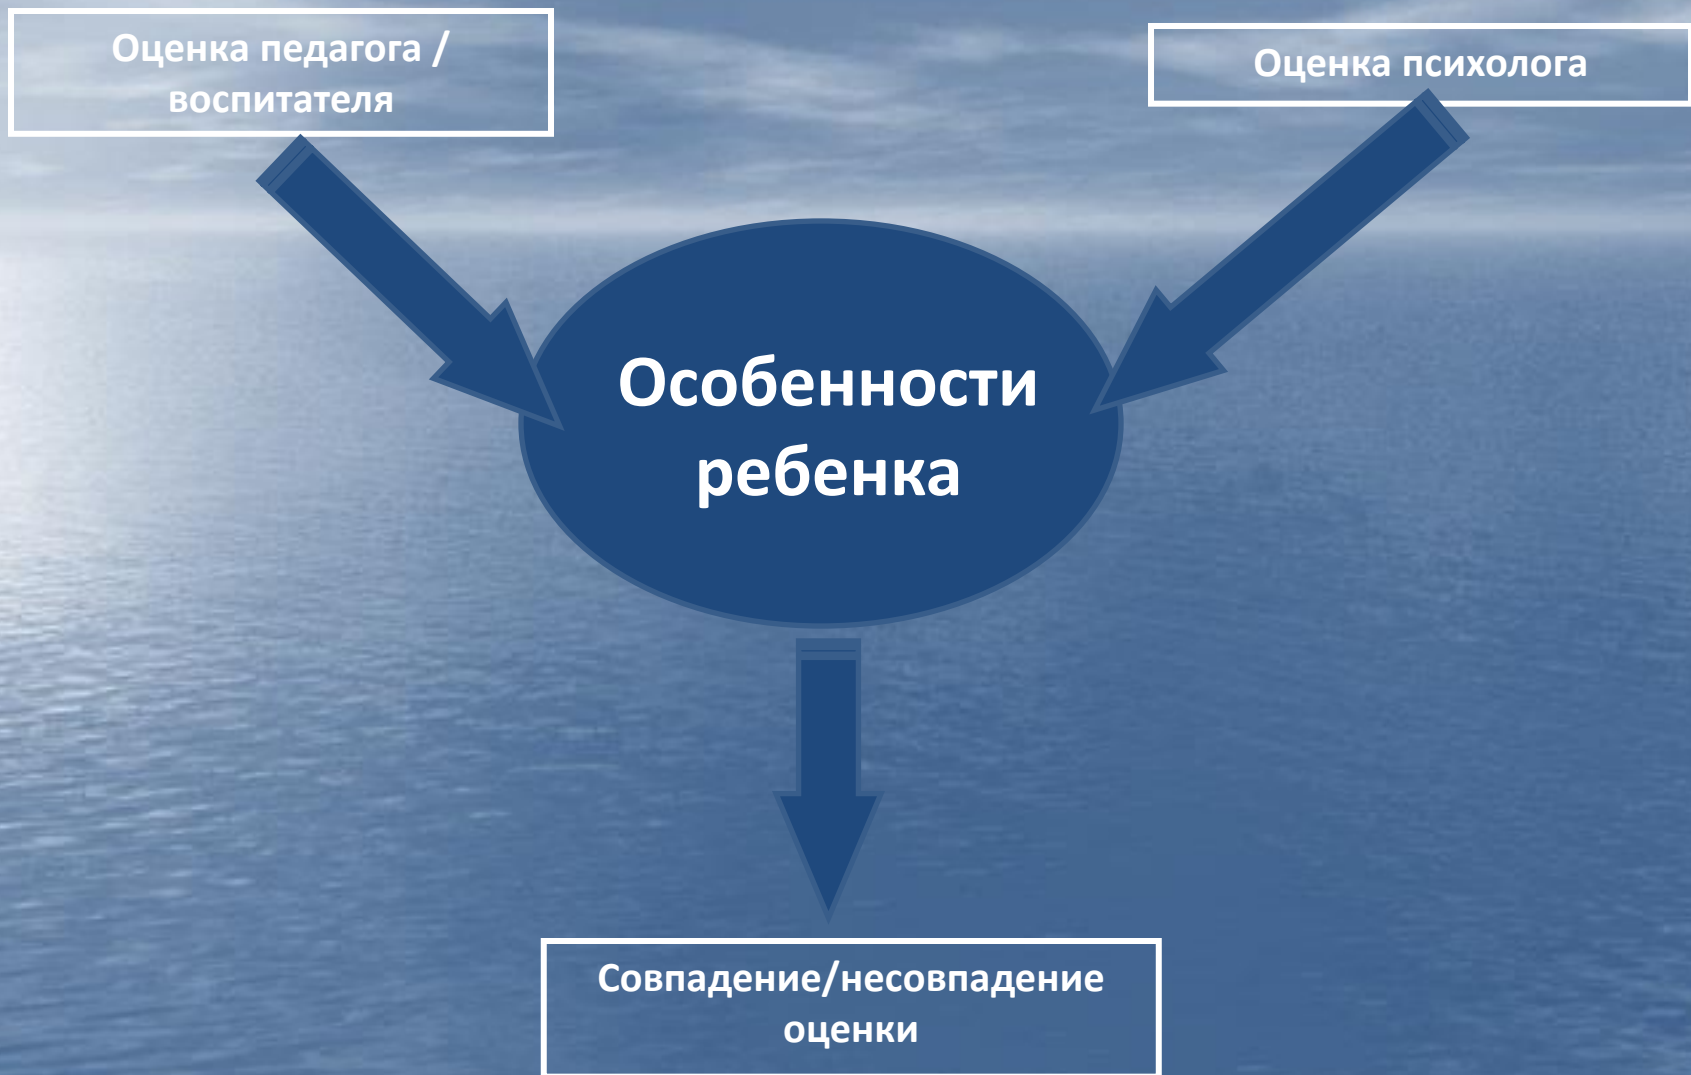 Оценка педагога /
воспитателя
Оценка психолога
Особенности
ребенка
Совпадение/несовпадение
оценки